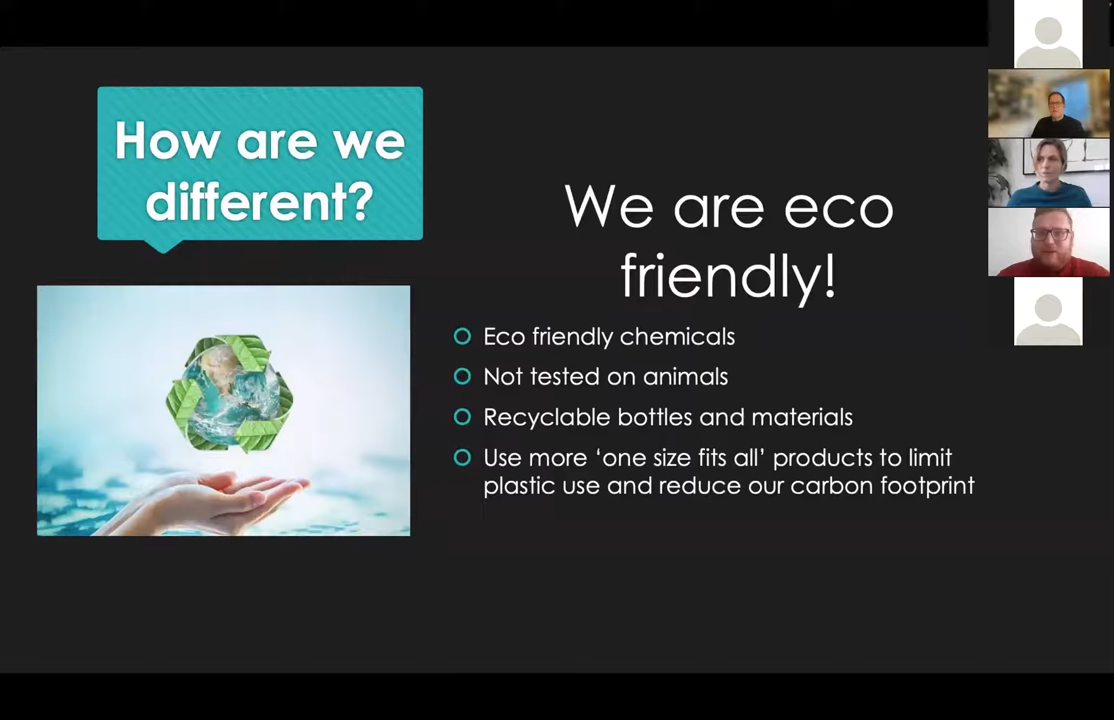 How are we
different?
We are eco
friendly!
Eco friendly chemicals
Not tested on animals
Recyclable bottles and materials
Use more ‘one size fits all’ products to limit
plastic use and reduce our carbon footprint